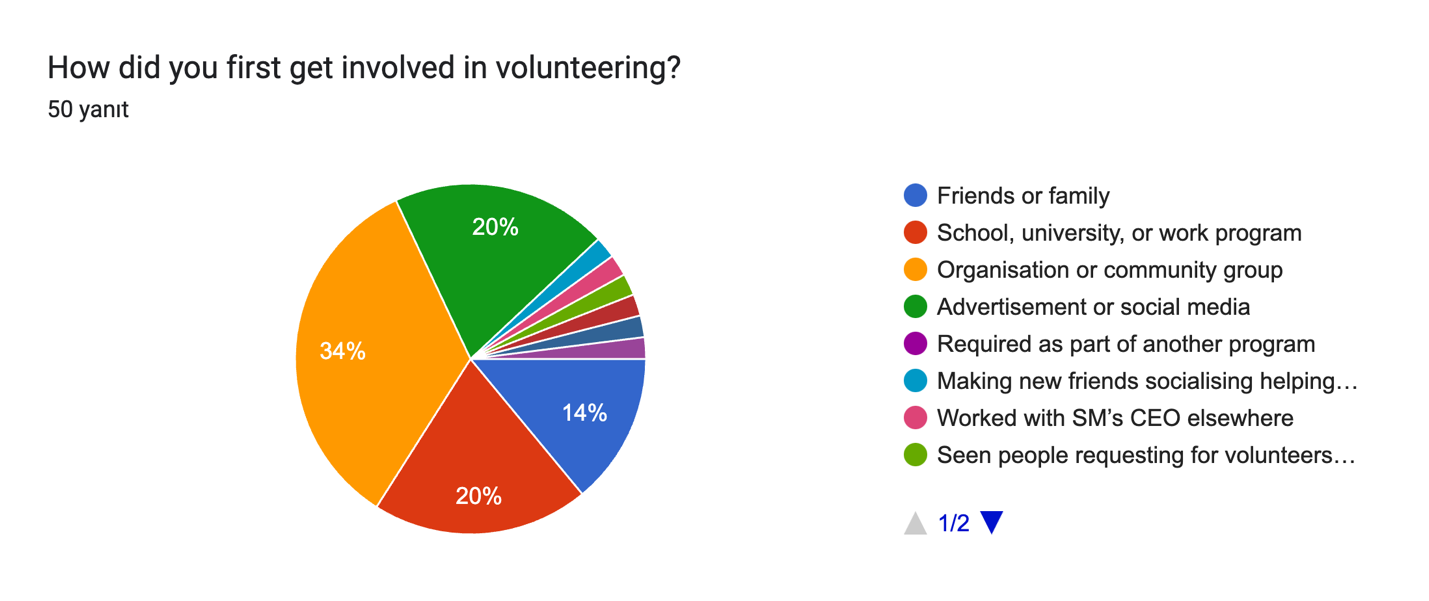 How did you first get involved in volunteering?
50 yanıt
20%
34%
14%
20%
Friends or family
School, university, or work program
Organisation or community group
Advertisement or social media
Required as part of another program
Making new friends socialising helping…
Worked with SM’s CEO elsewhere
Seen people requesting for volunteers…
1/2